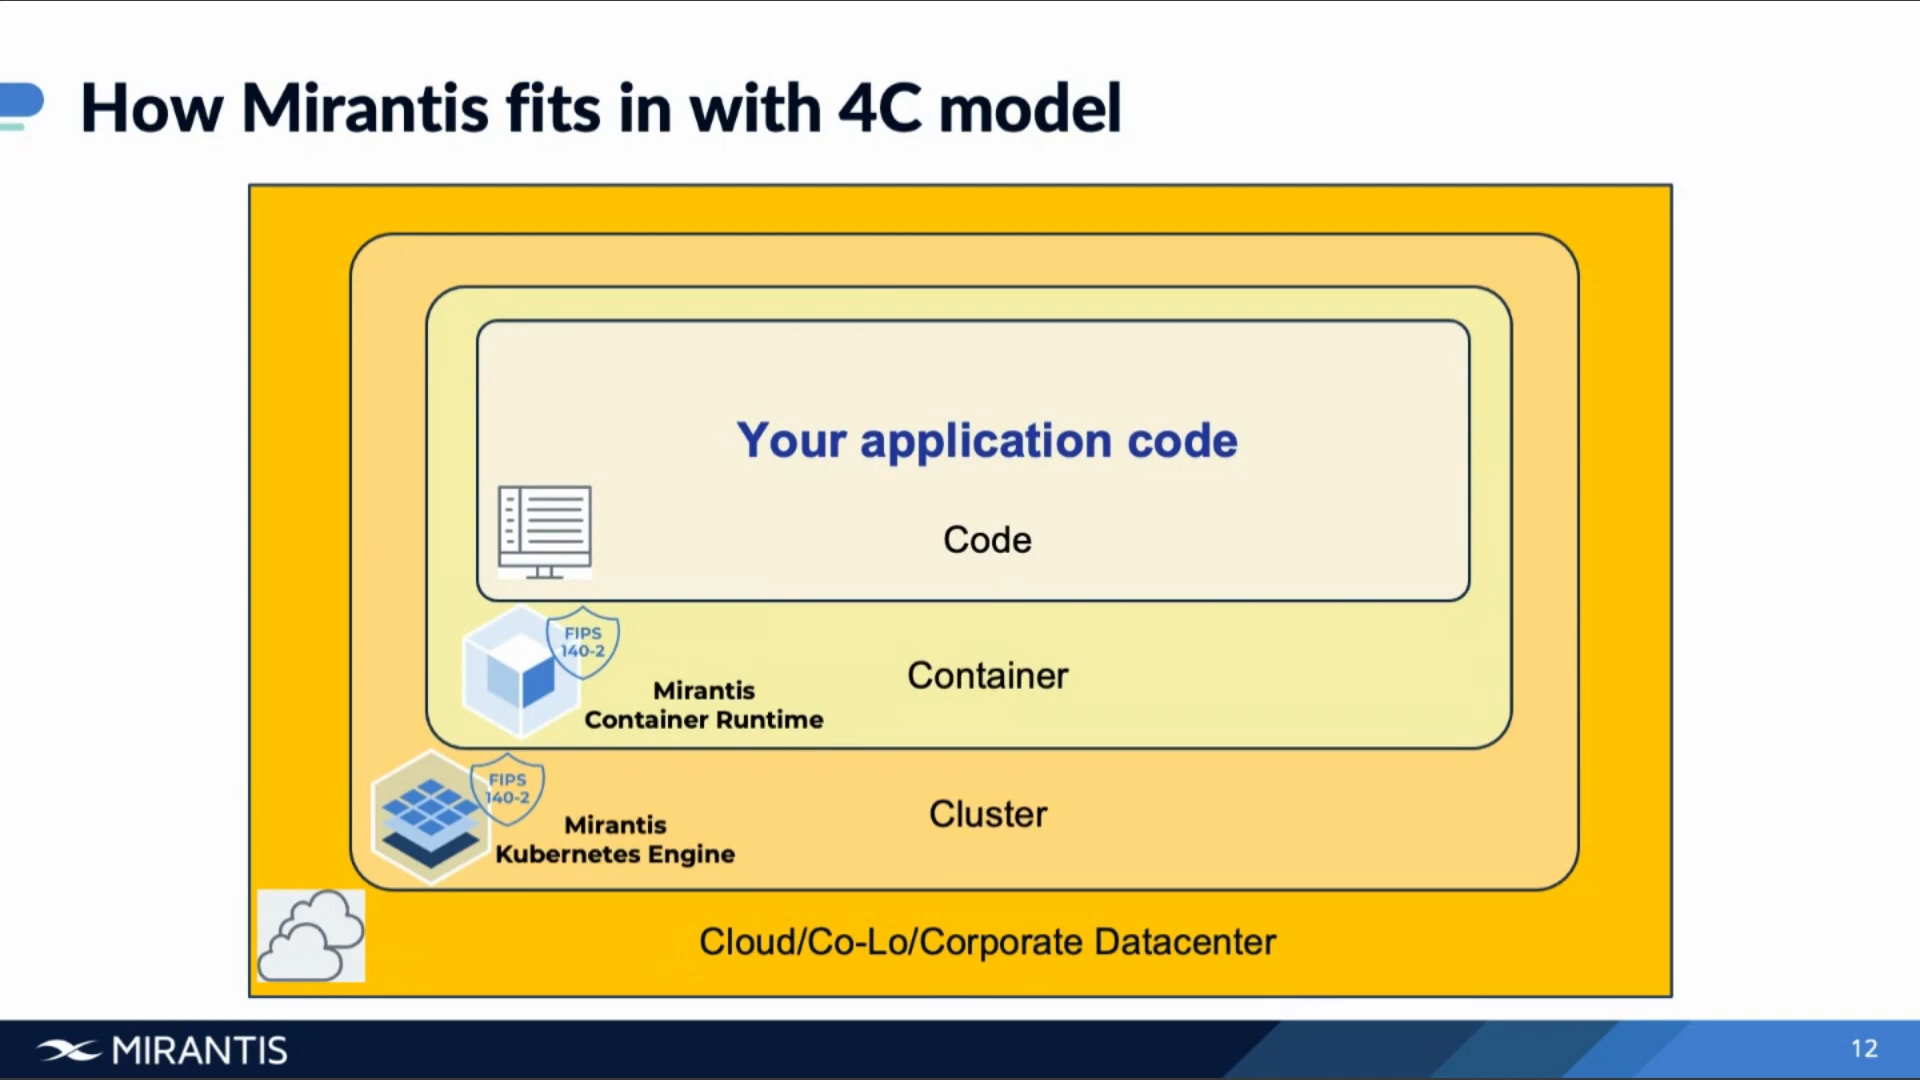 How Mirantis fits in with 4C model
Your application code
Code
FIPS
140-2
Mirantis
Container Runtime
Container
FIPS
140-2
Mirantis
Kubernetes Engine
Cluster
Cloud/Co-Lo/Corporate Datacenter
MIRANTIS
12